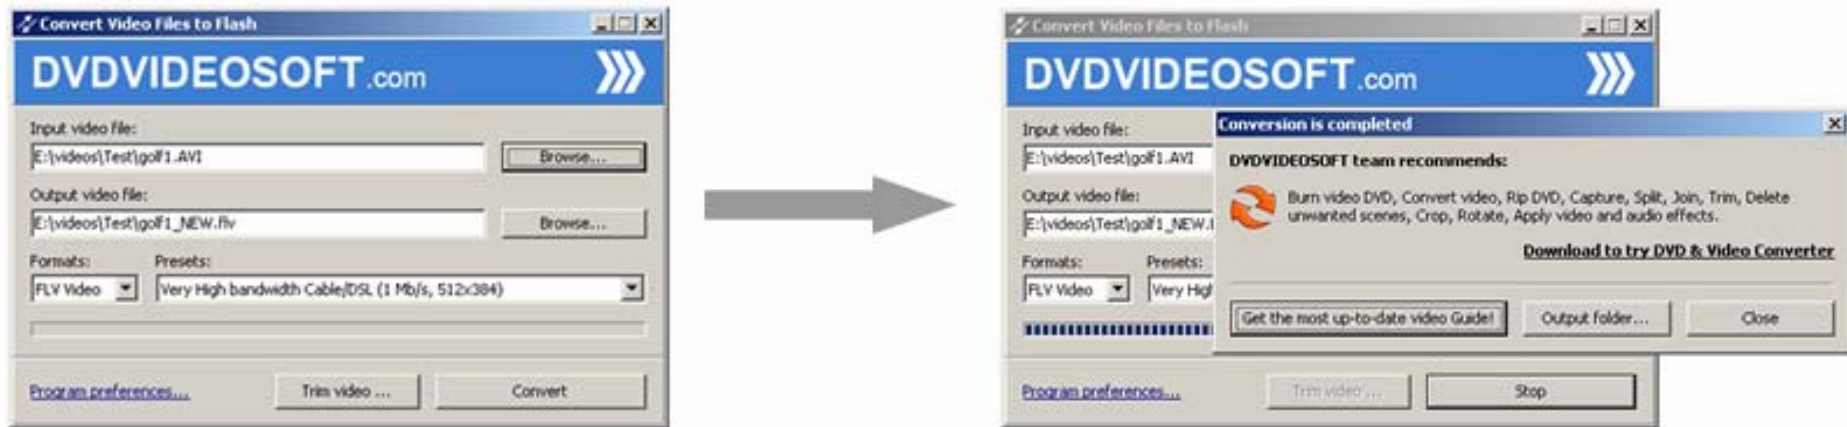 Convert Video Files to Flash
DVDVIDEOSOFT.com
Input video file:
E:\videos\Test\golf1.AVI
Browse...
Output video file:
E:\videos\Test\golf1_NEW.flv
Browse...
Formats: Presets:
FLV Video Very High bandwidth Cable/DSL (1 Mb/s, 512x384)
Program preferences... Trim video ... Convert
Convert Video Files to Flash
DVDVIDEOSOFT.com
Input video file:
E:\videos\Test\golf1.AVI
Output video file:
E:\videos\Test\golf1_NEW.
Formats: Presets:
FLV Video Very Hig
Program preferences... Trim video ... Stop
Conversion is completed
DVDVIDEOSOFT team recommends:
Burn video DVD, Convert video, Rip DVD, Capture, Split, Join, Trim, Delete
unwanted scenes, Crop, Rotate, Apply video and audio effects.
Download to try DVD & Video Converter
Get the most up-to-date video Guide! Output folder... Close